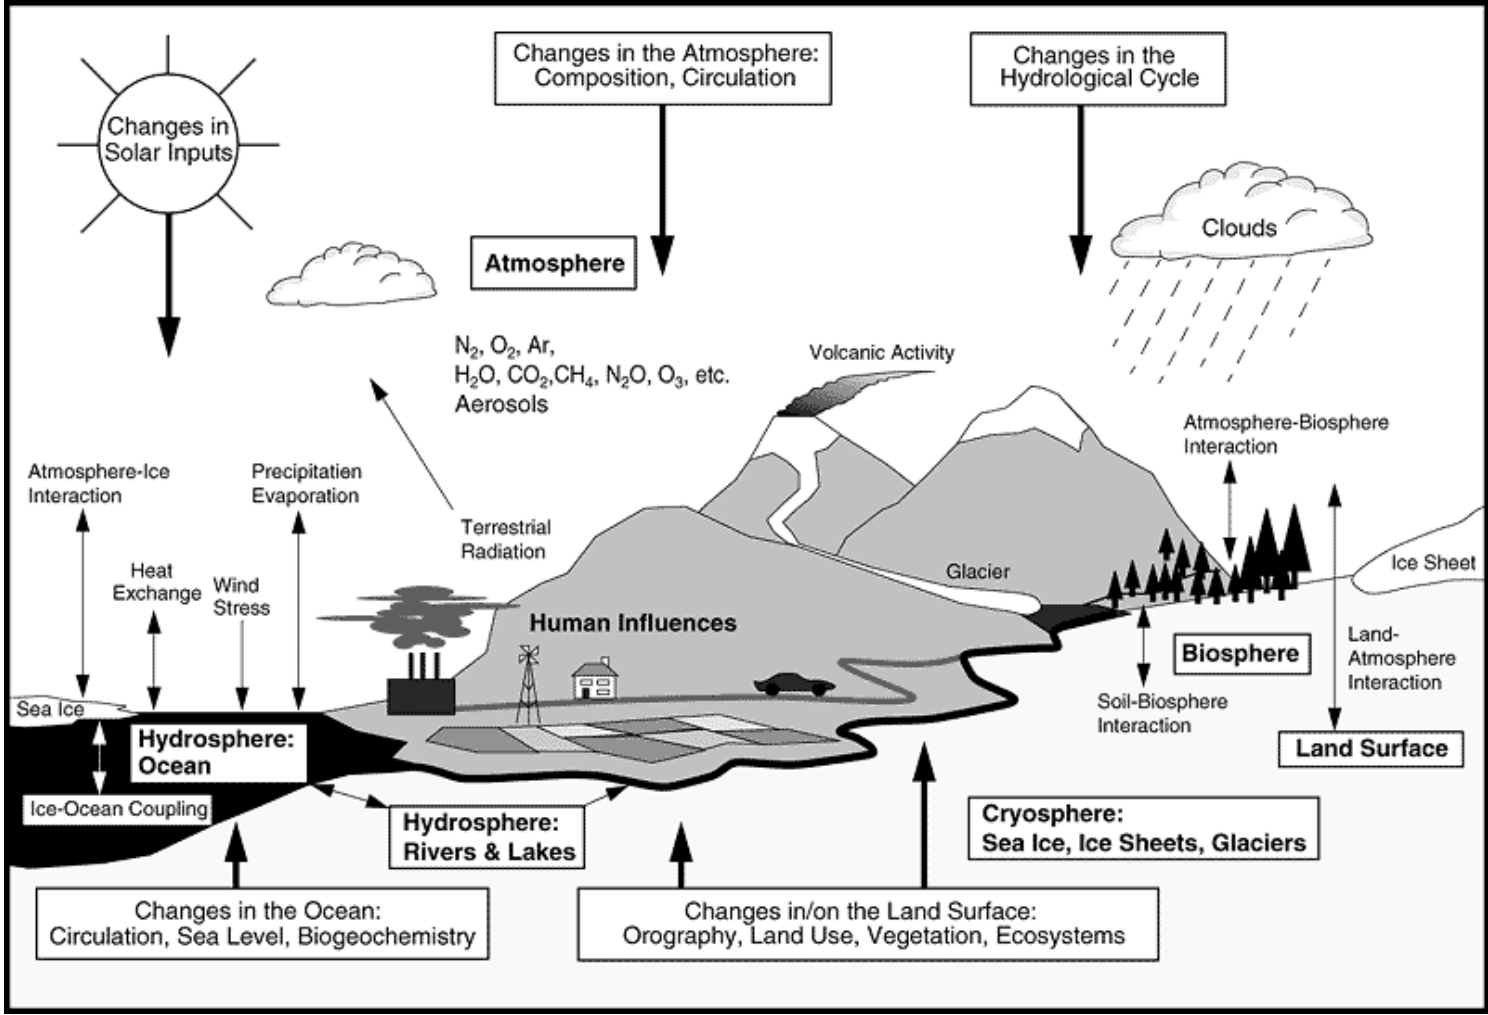 Changes in
Solar Inputs
Changes in the Atmosphere:
Composition, Circulation
Changes in the
Hydrological Cycle
Clouds
Atmosphere
N₂, O₂, Ar,
H₂O, CO₂,CH₄, N₂O, O₃, etc.
Aerosols
Volcanic Activity
Atmosphere-Biosphere
Interaction
Atmosphere-Ice
Interaction
Precipitation
Evaporation
Terrestrial
Radiation
Heat
Exchange
Wind
Stress
Glacier
Ice Sheet
Human Influences
Biosphere
Land-
Atmosphere
Interaction
Soil-Biosphere
Interaction
Sea Ice
Hydrosphere:
Ocean
Land Surface
Ice-Ocean Coupling
Hydrosphere:
Rivers & Lakes
Cryosphere:
Sea Ice, Ice Sheets, Glaciers
Changes in the Ocean:
Circulation, Sea Level, Biogeochemistry
Changes in/on the Land Surface:
Orography, Land Use, Vegetation, Ecosystems